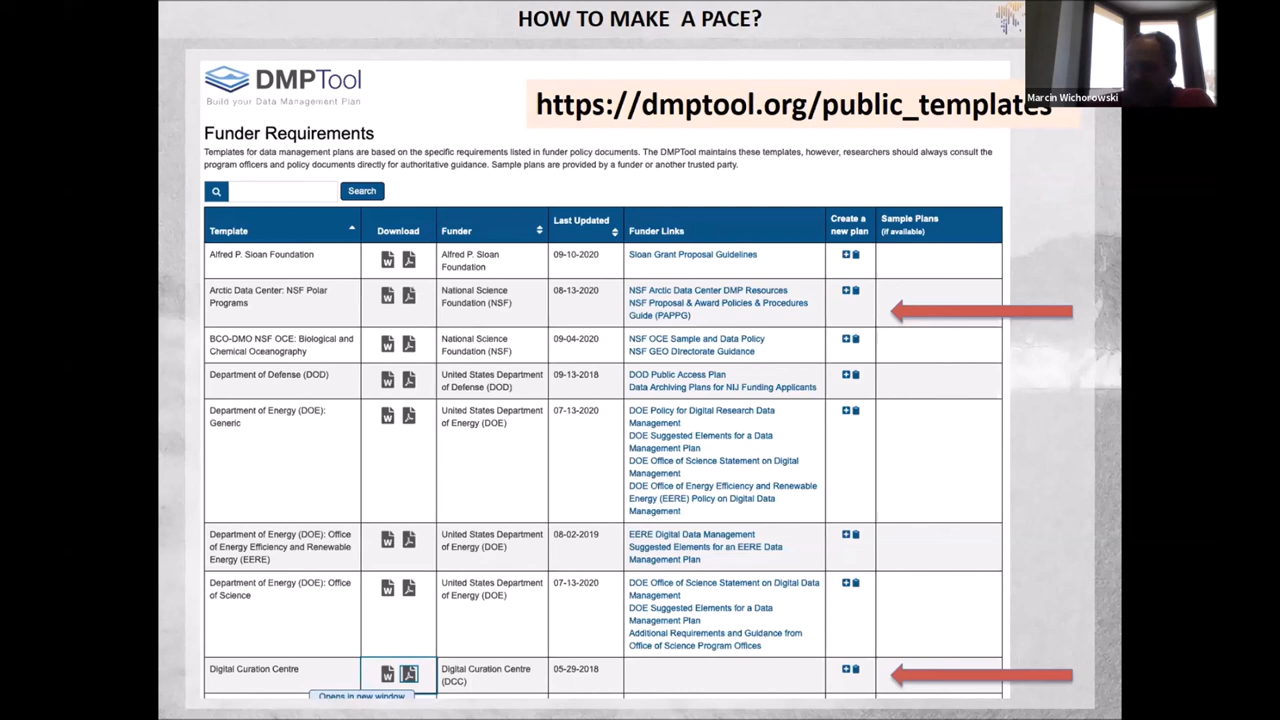 HOW TO MAKE A PACE?
Marcin Wichorowski
DMPTool
Build your Data Management Plan
https://dmptool.org/public_templates
Funder Requirements
Templates for data management plans are based on the specific requirements listed in funder policy documents. The DMPTool maintains these templates, however, researchers should always consult the
program officers and policy documents directly for authoritative guidance. Sample plans are provided by a funder or another trusted party.
Search
Template Download Funder Last Updated Funder Links Create a new plan Sample Plans (if available)
Alfred P. Sloan Foundation
Alfred P. Sloan
Foundation
09-10-2020
Sloan Grant Proposal Guidelines
Arctic Data Center: NSF Polar
Programs
National Science
Foundation (NSF)
08-13-2020
NSF Arctic Data Center DMP Resources
NSF Proposal & Award Policies & Procedures
Guide (PAPPG)
BCO-DMO NSF OCE: Biological and
Chemical Oceanography
National Science
Foundation (NSF)
09-04-2020
NSF OCE Sample and Data Policy
NSF GEO Directorate Guidance
Department of Defense (DOD)
United States Department
of Defense (DOD)
09-13-2018
DOD Public Access Plan
Data Archiving Plans for NIJ Funding Applicants
Department of Energy (DOE):
Generic
United States Department
of Energy (DOE)
07-13-2020
DOE Policy for Digital Research Data
Management
DOE Suggested Elements for a Data
Management Plan
DOE Office of Science Statement on Digital
Management
DOE Office of Energy Efficiency and Renewable
Energy (EERE) Policy on Digital Data
Management
Department of Energy (DOE): Office
of Energy Efficiency and Renewable
Energy (EERE)
United States Department
of Energy (DOE)
08-02-2019
EERE Digital Data Management
Suggested Elements for an EERE Data
Management Plan
Department of Energy (DOE): Office
of Science
United States Department
of Energy (DOE)
07-13-2020
DOE Office of Science Statement on Digital Data
Management
DOE Suggested Elements for a Data
Management Plan
Additional Requirements and Guidance from
Office of Science Program Offices
Digital Curation Centre
Digital Curation Centre
(DCC)
05-29-2018
Opens in new window